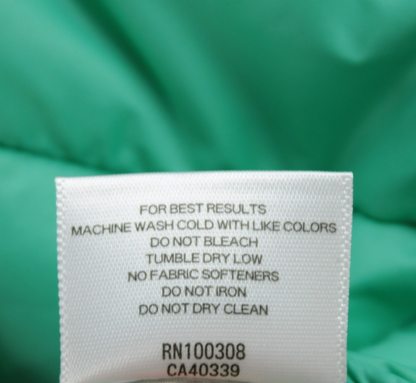 FOR BEST RESULTS
MACHINE WASH COLD WITH LIKE COLORS
DO NOT BLEACH
TUMBLE DRY LOW
NO FABRIC SOFTENERS
DO NOT IRON
DO NOT DRY CLEAN
RN100308
CA40339